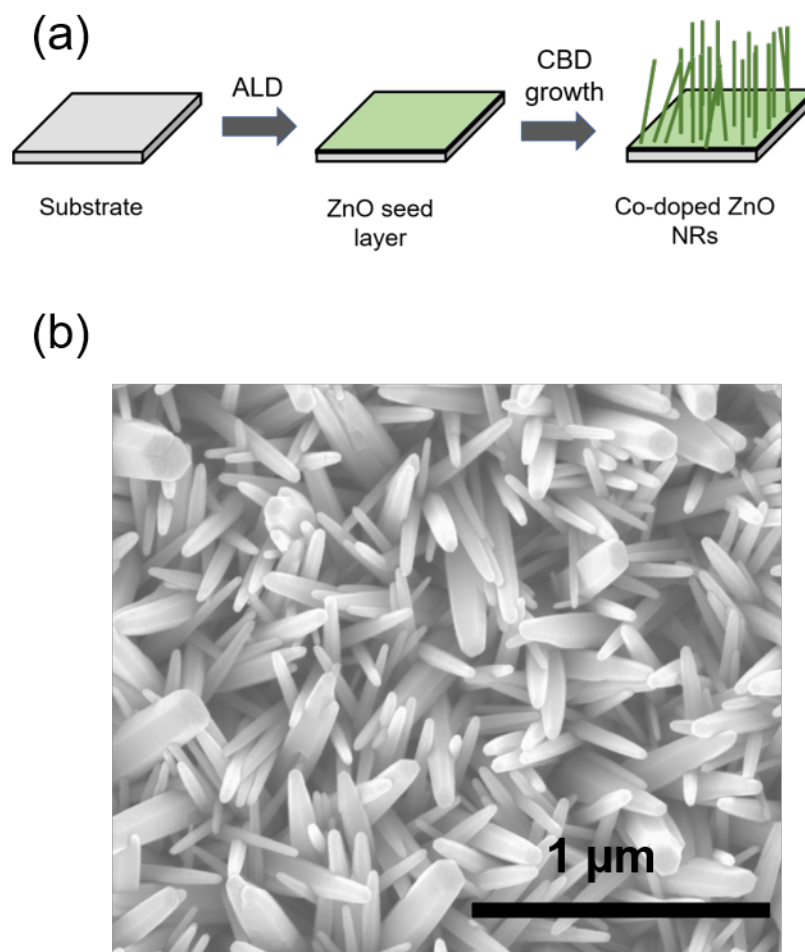 (a)
ALD
CBD
growth
Substrate
ZnO seed
layer
Co-doped ZnO
NRs
(b)
1 μm